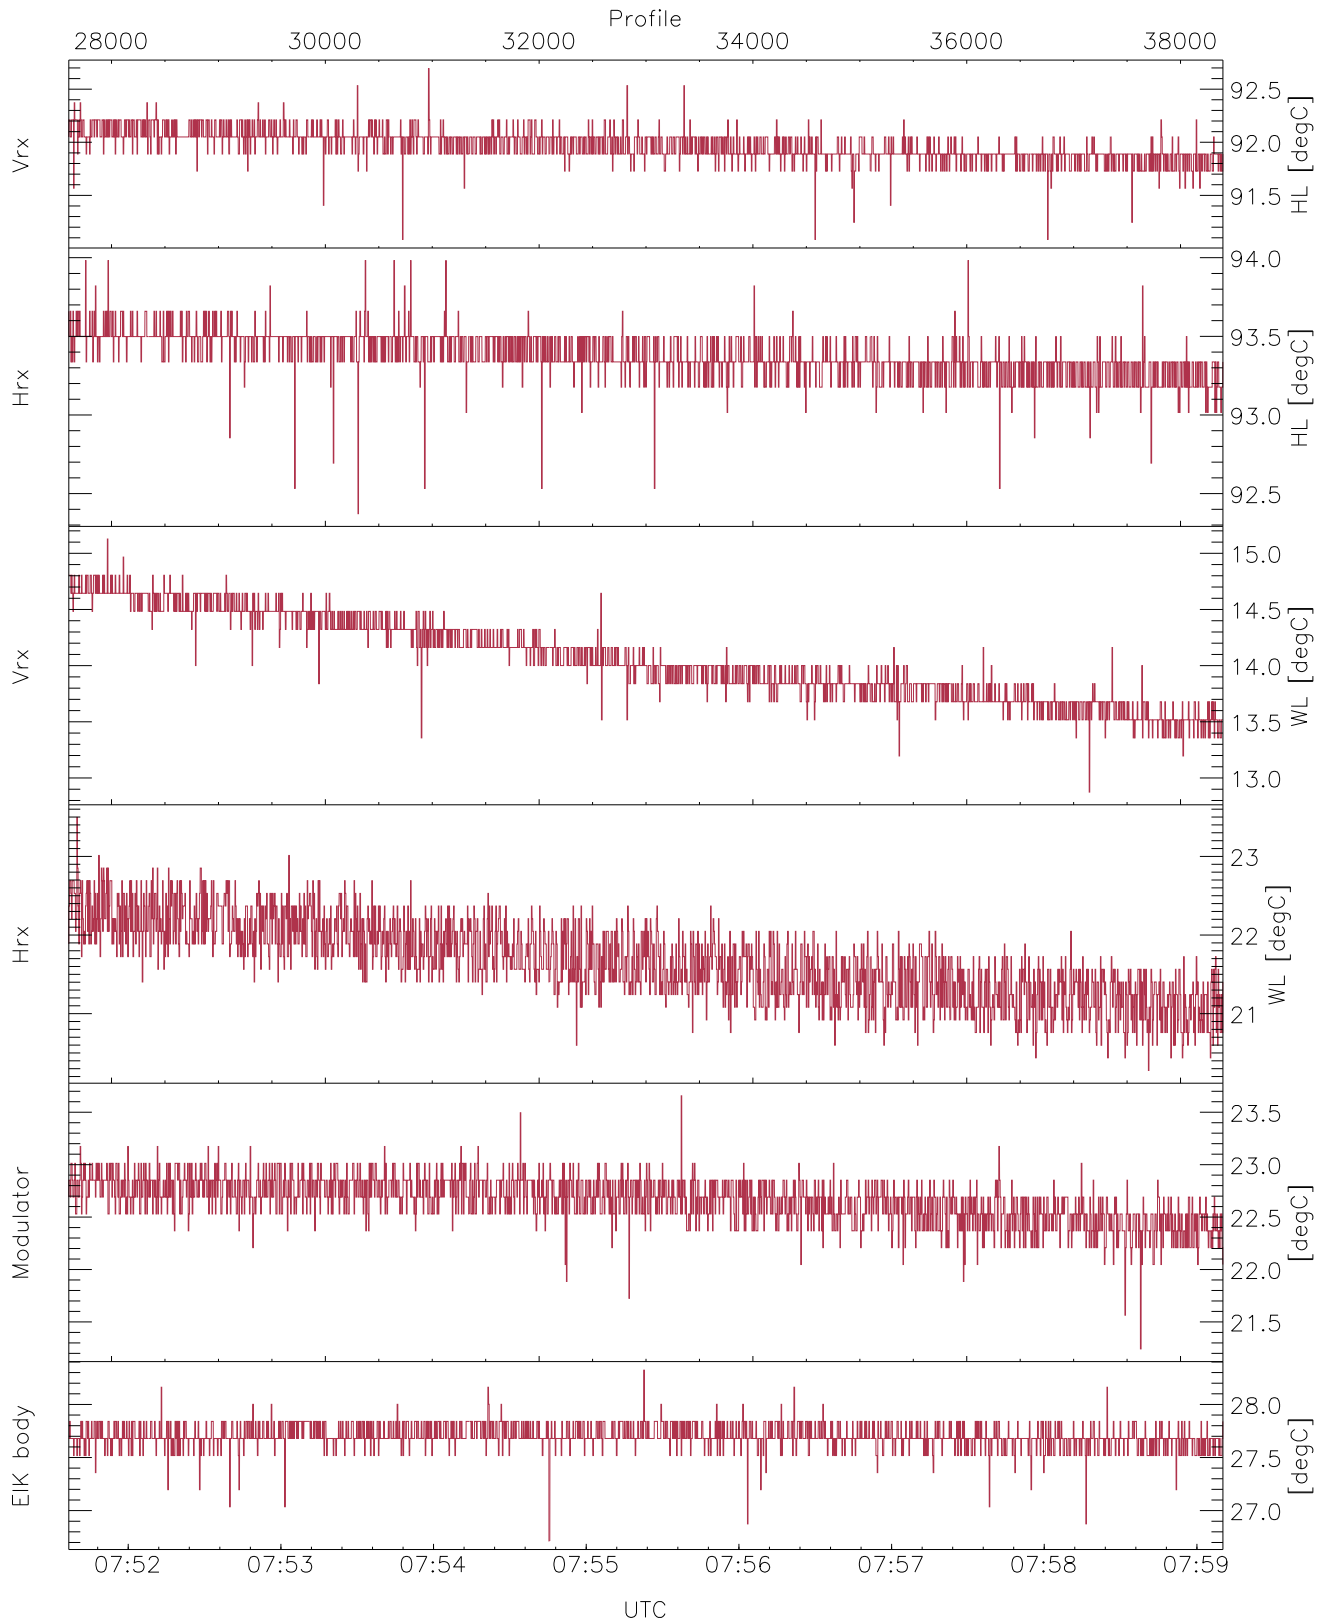 Profile
28000 30000 32000 34000 36000 38000
Vrx
92.5
92.0
91.5
HL [degC]
Hrx
94.0
93.5
93.0
92.5
HL [degC]
Vrx
15.0
14.5
14.0
13.5
13.0
WL [degC]
Hrx
23
22
21
WL [degC]
Modulator
23.5
23.0
22.5
22.0
21.5
[degC]
EIK body
28.0
27.5
27.0
[degC]
07:52 07:53 07:54 07:55 07:56 07:57 07:58 07:59
UTC